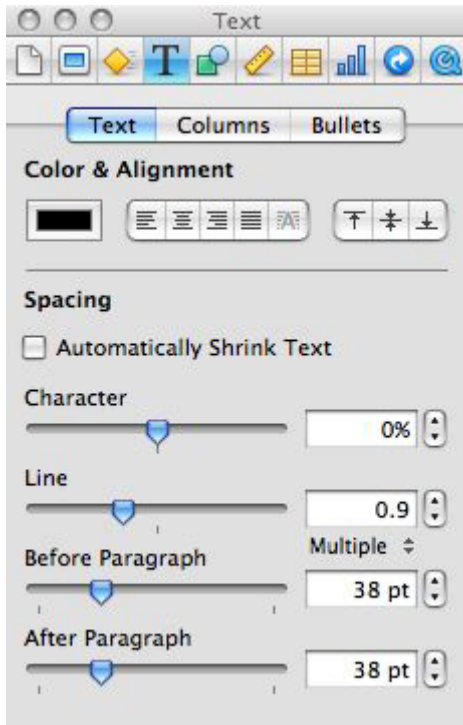 Text
T
Text Columns Bullets
Color & Alignment
A
Spacing
Automatically Shrink Text
Character
0%
Line
0.9
Multiple
Before Paragraph
38 pt
After Paragraph
38 pt